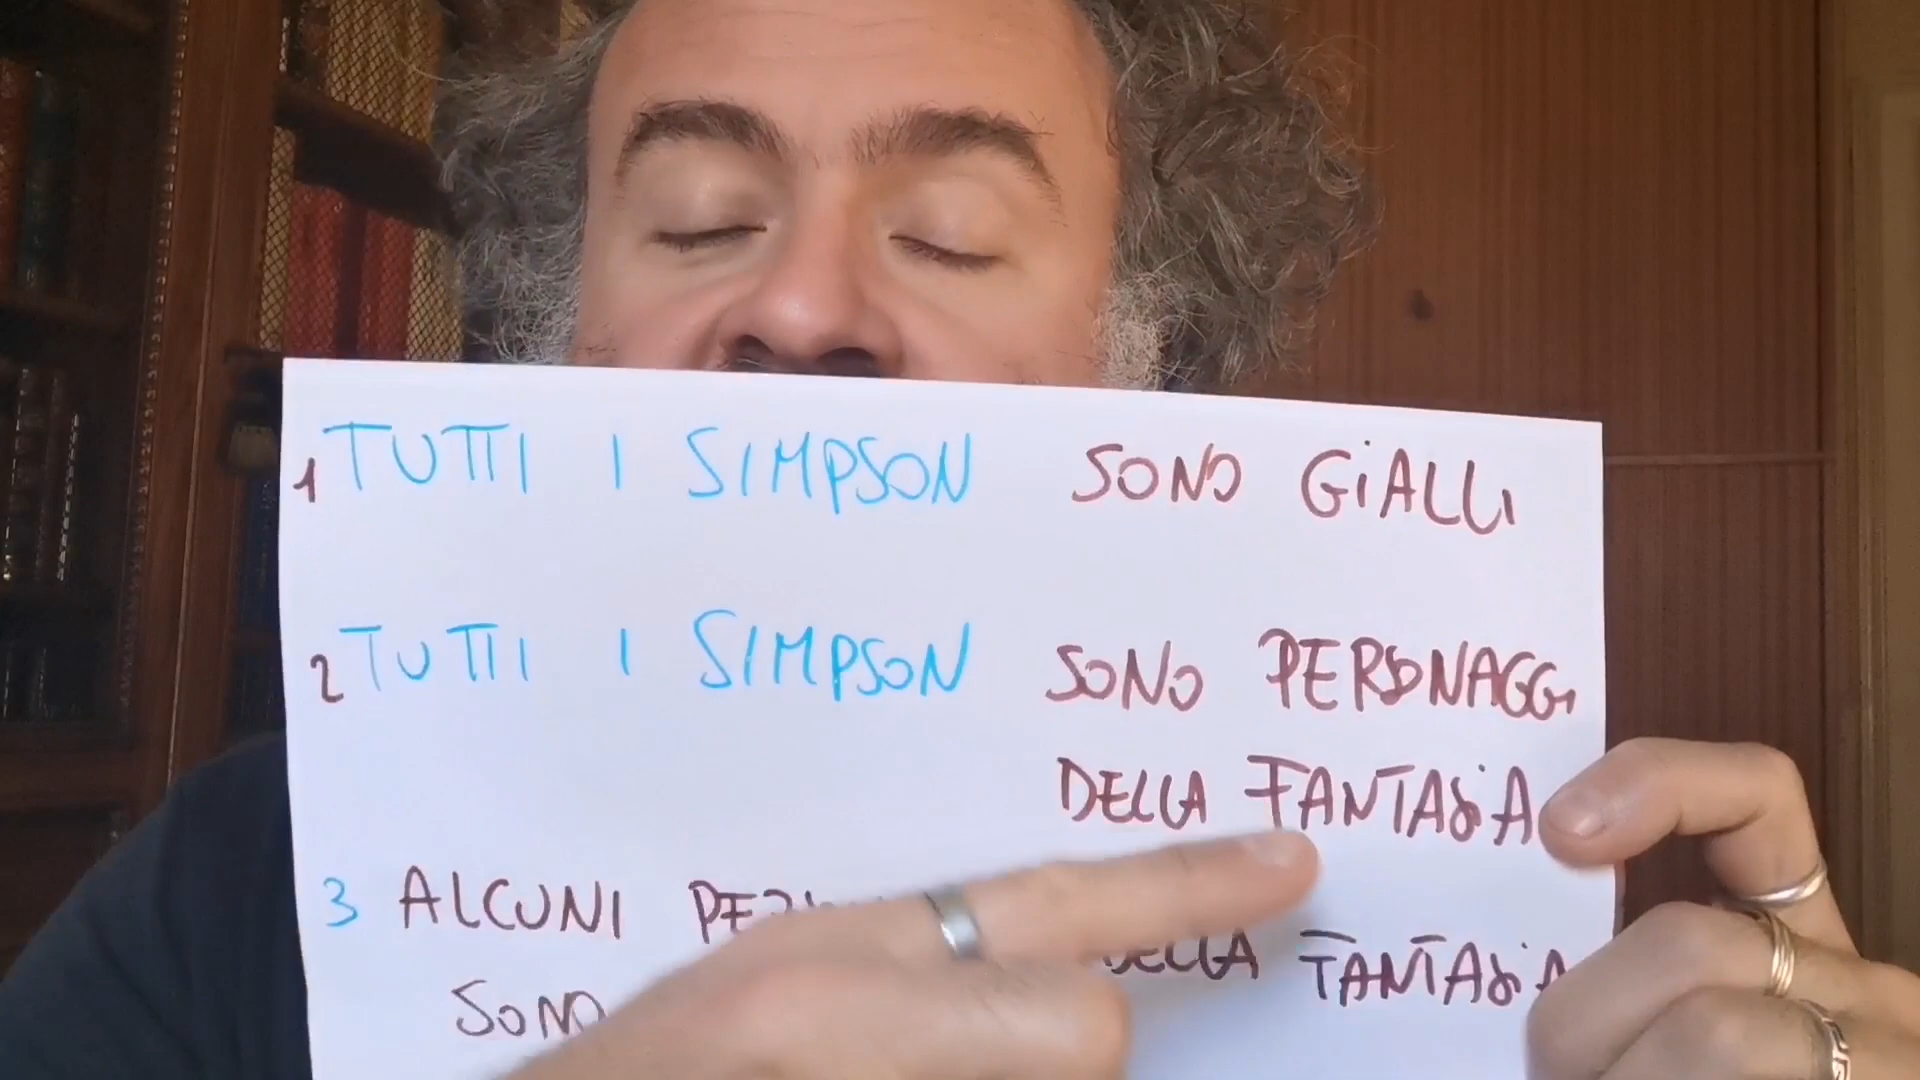 1 TUTTI I SIMPSON SONO GIALLI
2 TUTTI I SIMPSON SONO PERSONAGGI
DELLA FANTASIA
3 ALCUNI DELLA FANTASIA
SONO